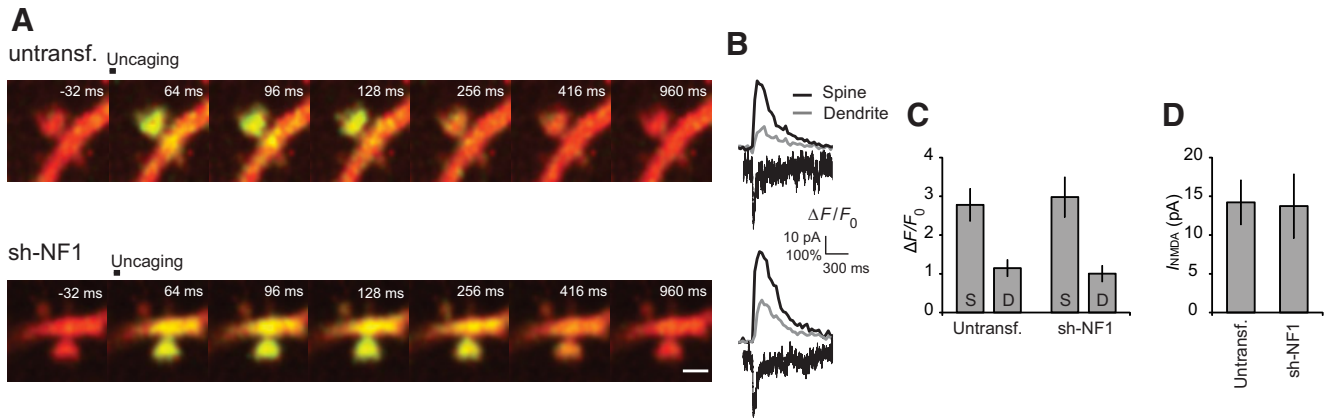 A
untransf.
Uncaging
-32 ms 64 ms 96 ms 128 ms 256 ms 416 ms 960 ms
sh-NF1
Uncaging
-32 ms 64 ms 96 ms 128 ms 256 ms 416 ms 960 ms
B
Spine
Dendrite
ΔF/F0
10 pA
100%
300 ms
C
ΔF/F0
4
3
2
1
0
S D S D
Untransf. sh-NF1
D
INMDA (pA)
20
15
10
5
0
Untransf.
sh-NF1